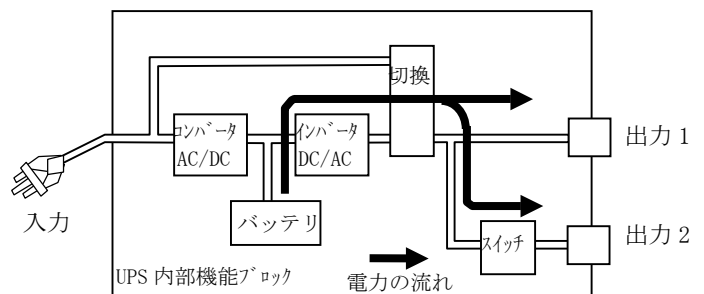 切換
コンバータ
AC/DC
インバータ
DC/AC
バッテリ
スイッチ
入力
出力 1
出力 2
UPS 内部機能ブロック
電力の流れ